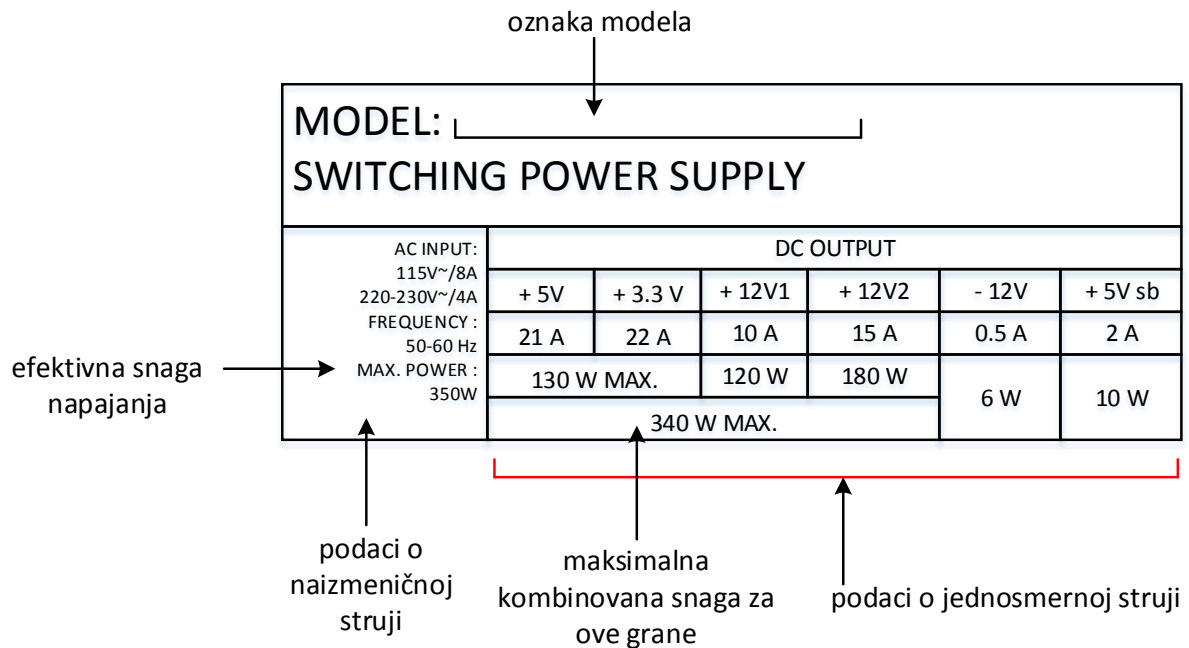 oznaka modela
MODEL:
SWITCHING POWER SUPPLY
AC INPUT:
115V~/8A
220-230V~/4A
FREQUENCY :
50-60 Hz
MAX. POWER :
350W
DC OUTPUT
+ 5V + 3.3 V + 12V1 + 12V2 - 12V + 5V sb
21 A 22 A 10 A 15 A 0.5 A 2 A
130 W MAX. 120 W 180 W 6 W 10 W
340 W MAX.
efektivna snaga
napajanja
podaci o
naizmeničnoj
struji
maksimalna
kombinovana snaga za
ove grane
podaci o jednosmernoj struji